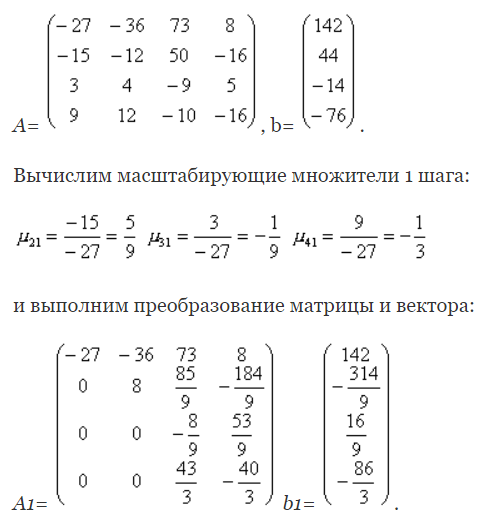 A= ( −27 −36 73 8
−15 −12 50 −16
3 4 −9 5
9 12 −10 −16 ) , b= ( 142
44
−14
−76 ) .
Вычислим масштабирующие множители 1 шага:
μ21 = −15/−27 = 5/9 μ31 = 3/−27 = −1/9 μ41 = 9/−27 = −1/3
и выполним преобразование матрицы и вектора:
A1= ( −27 −36 73 8
0 8 85/9 −184/9
0 0 −8/9 53/9
0 0 43/3 −40/3 ) b1= ( 142
−314/9
16/9
−86/3 ) .